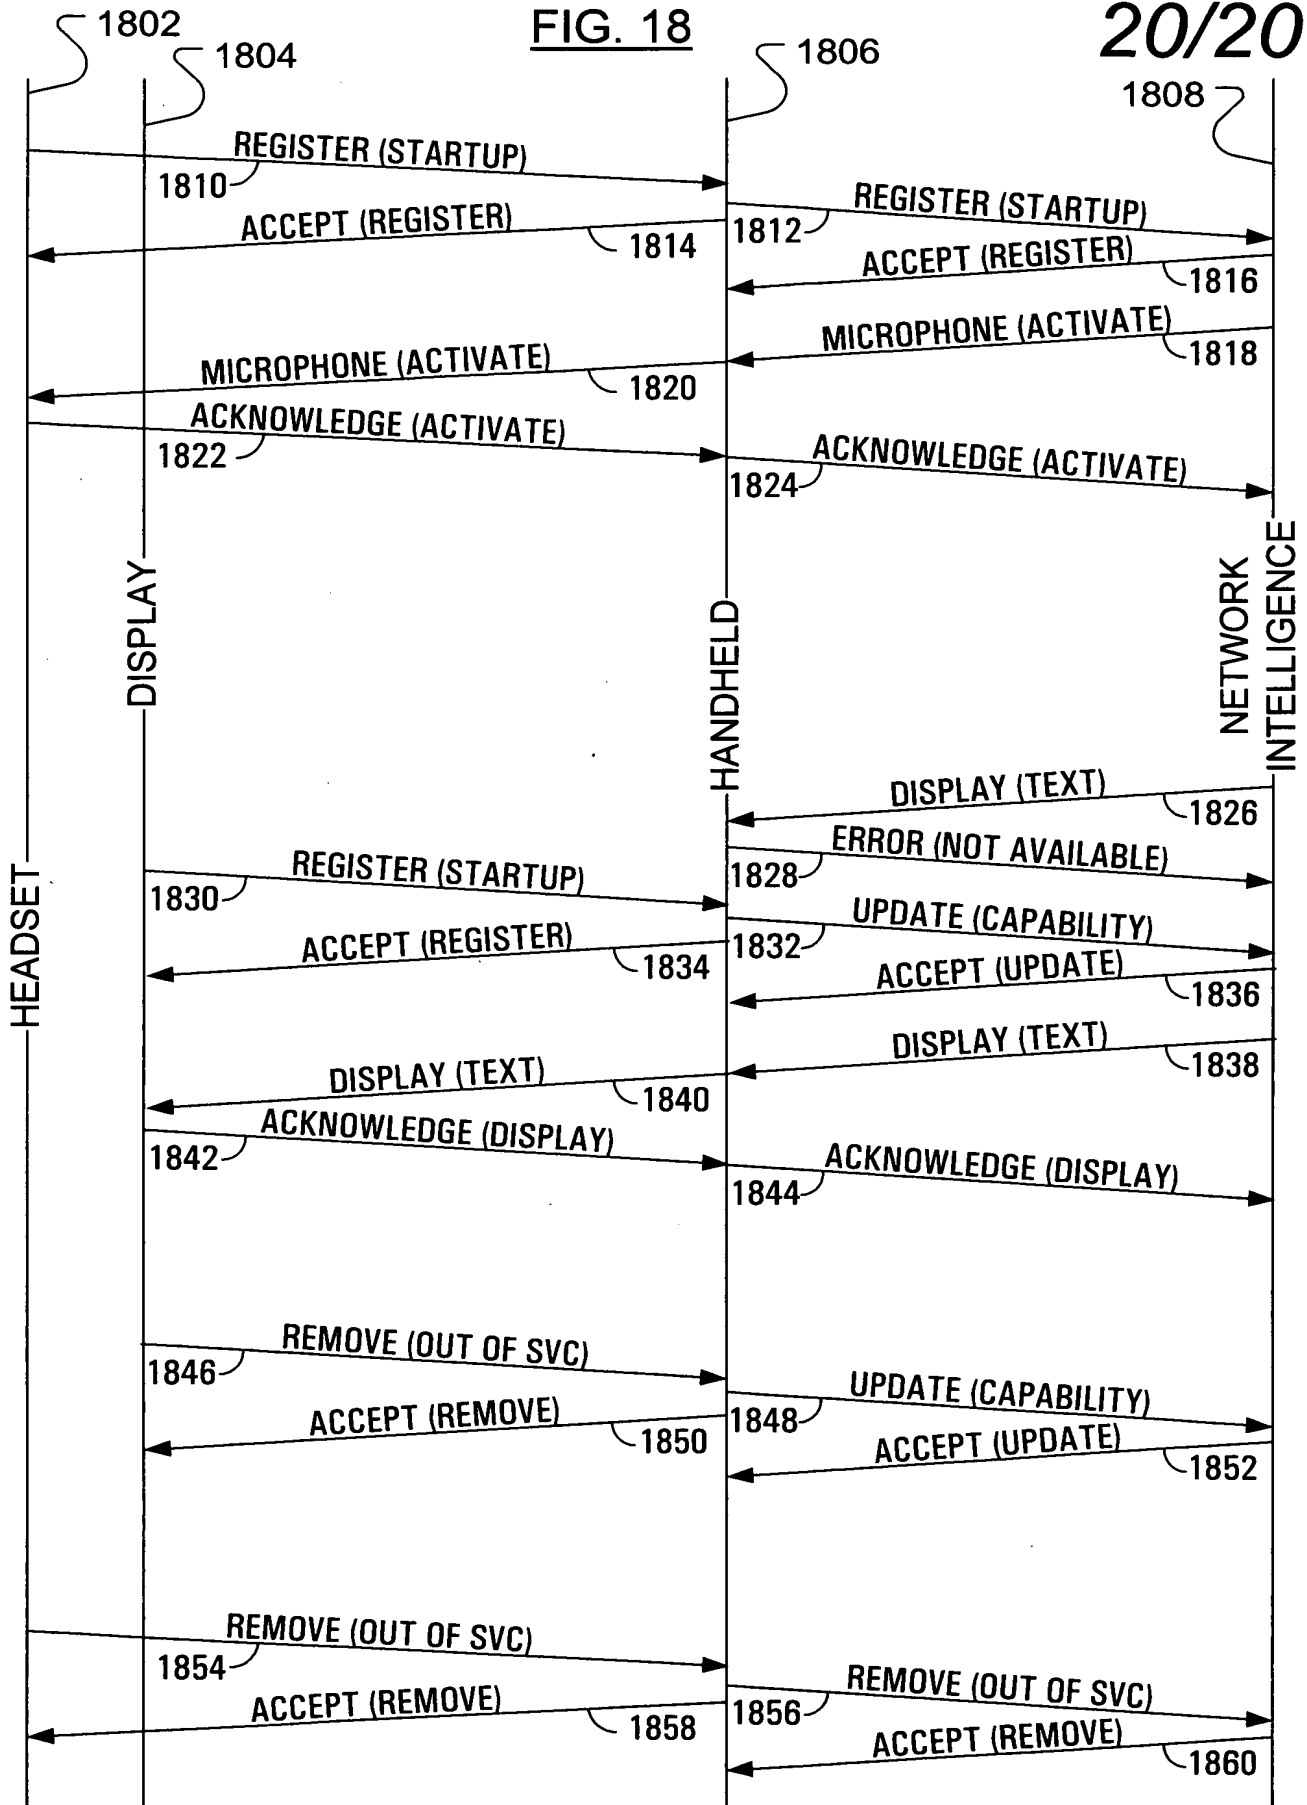 FIG. 18
20/20
1802
1804
1806
1808
REGISTER (STARTUP)
1810
REGISTER (STARTUP)
1812
ACCEPT (REGISTER)
1814
ACCEPT (REGISTER)
1816
MICROPHONE (ACTIVATE)
1818
MICROPHONE (ACTIVATE)
1820
ACKNOWLEDGE (ACTIVATE)
1822
ACKNOWLEDGE (ACTIVATE)
1824
HEADSET
DISPLAY
HANDHELD
NETWORK
INTELLIGENCE
DISPLAY (TEXT)
1826
ERROR (NOT AVAILABLE)
1828
REGISTER (STARTUP)
1830
UPDATE (CAPABILITY)
1832
ACCEPT (REGISTER)
1834
ACCEPT (UPDATE)
1836
DISPLAY (TEXT)
1838
DISPLAY (TEXT)
1840
ACKNOWLEDGE (DISPLAY)
1842
ACKNOWLEDGE (DISPLAY)
1844
REMOVE (OUT OF SVC)
1846
UPDATE (CAPABILITY)
1848
ACCEPT (REMOVE)
1850
ACCEPT (UPDATE)
1852
REMOVE (OUT OF SVC)
1854
REMOVE (OUT OF SVC)
1856
ACCEPT (REMOVE)
1858
ACCEPT (REMOVE)
1860